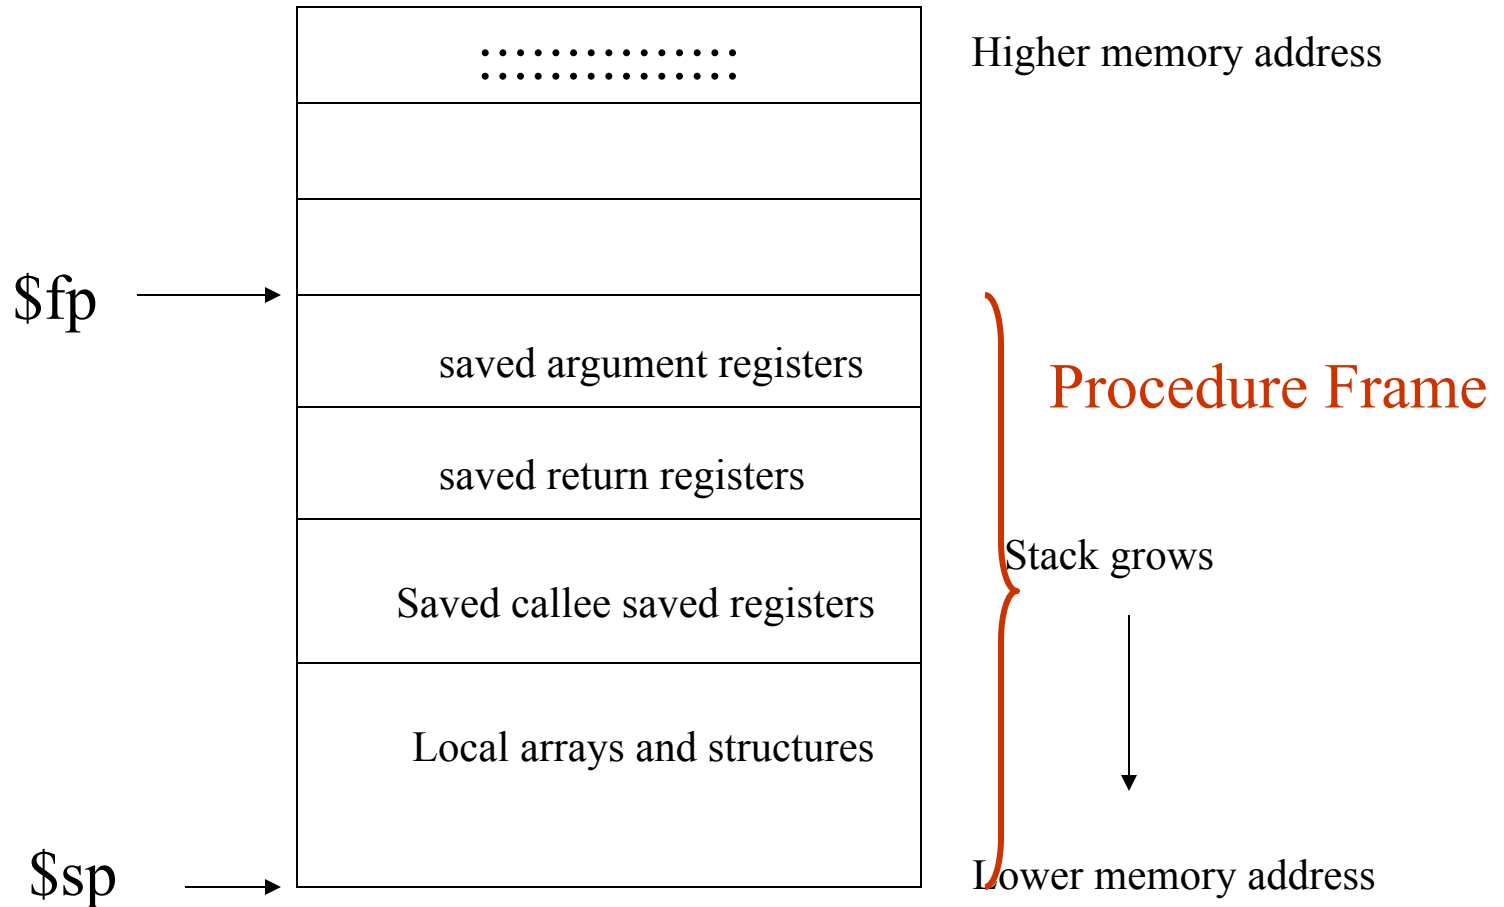 Higher memory address
$fp
saved argument registers
Procedure Frame
saved return registers
Stack grows
Saved callee saved registers
Local arrays and structures
$sp
Lower memory address